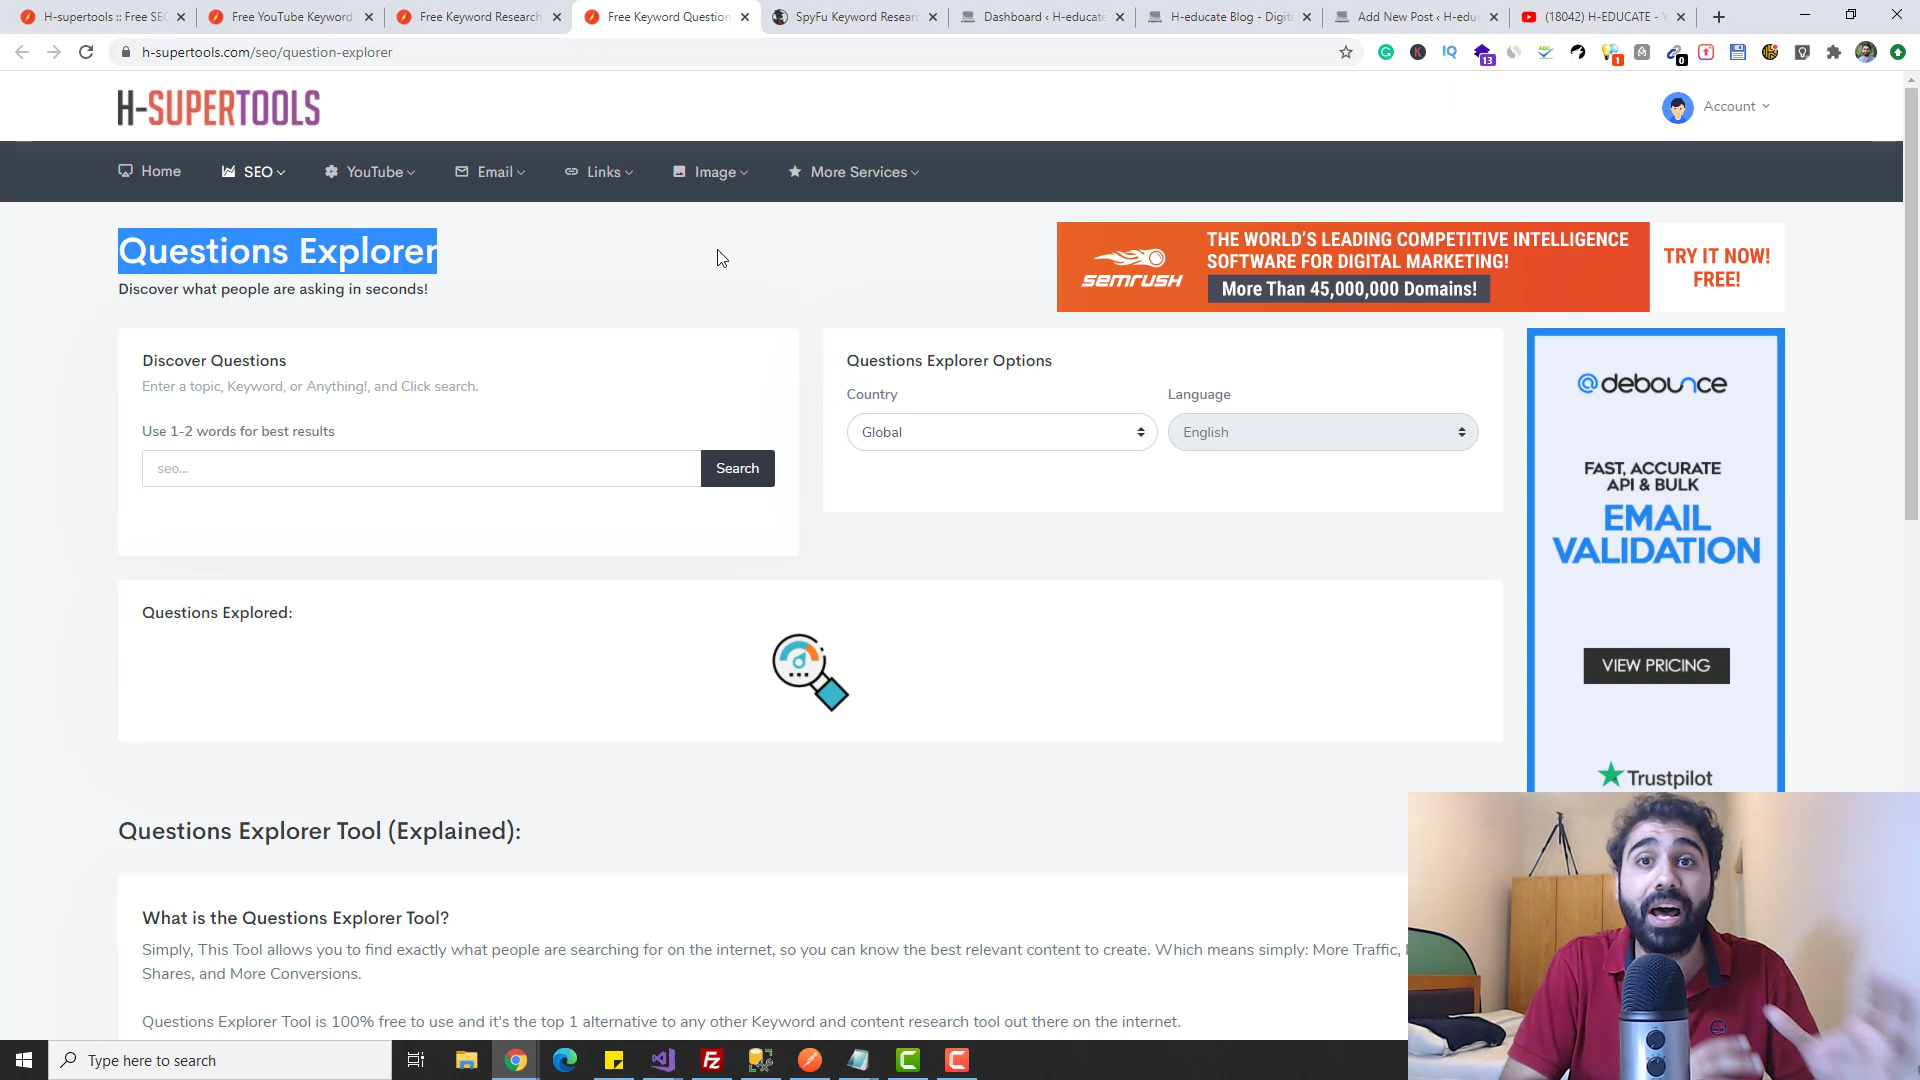 H-supertools :: Free SEO
Free YouTube Keyword
Free Keyword Research
Free Keyword Question
SpyFu Keyword Resear
Dashboard ‹ H-educate
H-educate Blog - Digita
Add New Post ‹ H-educ
(18042) H-EDUCATE - Y
h-supertools.com/seo/question-explorer
13
1
0
H-SUPERTOOLS
Account
Home
SEO
YouTube
Email
Links
Image
More Services
Questions Explorer
Discover what people are asking in seconds!
SEMRUSH
THE WORLD'S LEADING COMPETITIVE INTELLIGENCE
SOFTWARE FOR DIGITAL MARKETING!
More Than 45,000,000 Domains!
TRY IT NOW!
FREE!
Discover Questions
Enter a topic, Keyword, or Anything!, and Click search.
Use 1-2 words for best results
seo...
Search
Questions Explorer Options
Country
Language
Global
English
@debounce
FAST, ACCURATE
API & BULK
EMAIL
VALIDATION
VIEW PRICING
Trustpilot
Questions Explored:
Questions Explorer Tool (Explained):
What is the Questions Explorer Tool?
Simply, This Tool allows you to find exactly what people are searching for on the internet, so you can know the best relevant content to create. Which means simply: More Traffic,
Shares, and More Conversions.
Questions Explorer Tool is 100% free to use and it's the top 1 alternative to any other Keyword and content research tool out there on the internet.
Type here to search